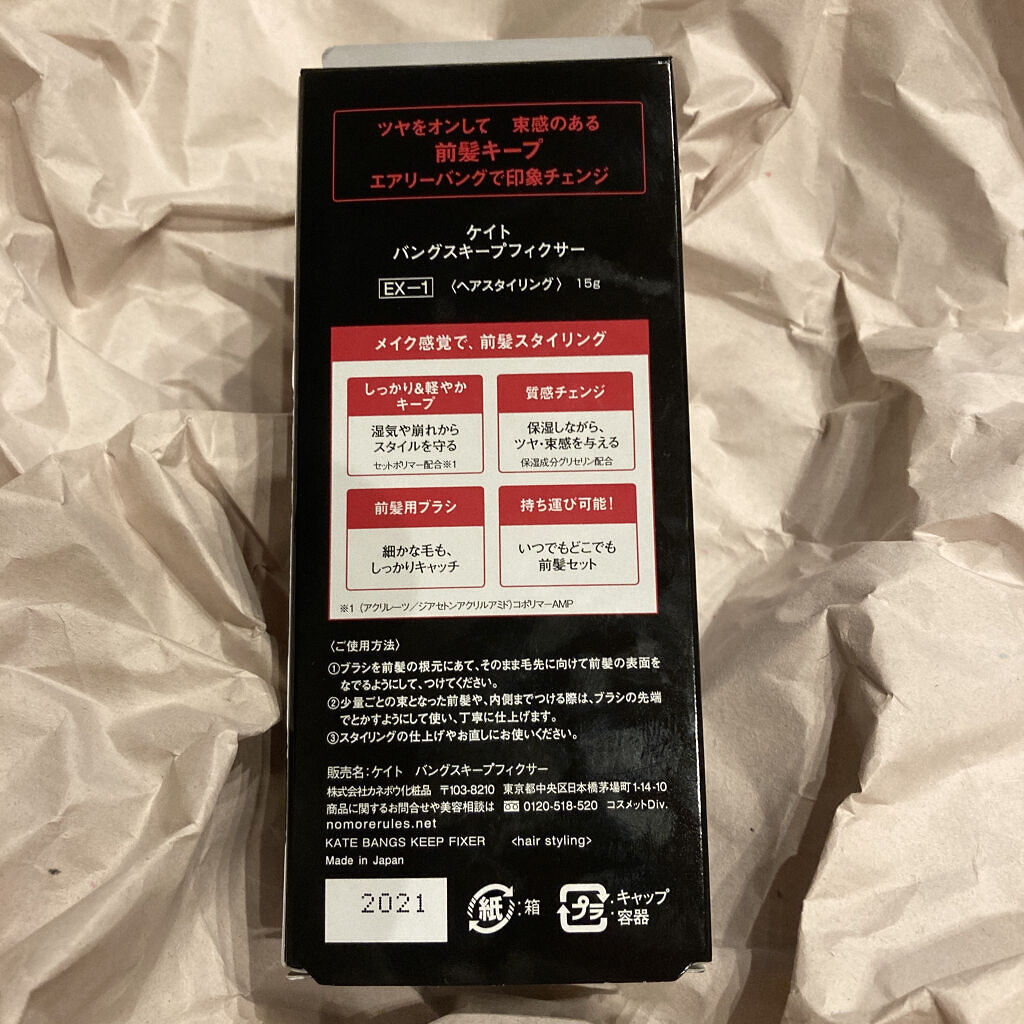 ツヤをオンして 束感のある
前髪キープ
エアリーバングで印象チェンジ
ケイト
バングスキープフィクサー
EX-1 〈ヘアスタイリング〉 15g
メイク感覚で、前髪スタイリング
しっかり&軽やか
キープ
湿気や崩れから
スタイルを守る
セットポリマー配合※1
質感チェンジ
保湿しながら、
ツヤ・束感を与える
保湿成分グリセリン配合
前髪用ブラシ
細かな毛も、
しっかりキャッチ
持ち運び可能!
いつでもどこでも
前髪セット
※1 (アクリレーツ/ジアセトンアクリルアミド)コポリマーAMP
〈ご使用方法〉
①ブラシを前髪の根元にあて、そのまま毛先に向けて前髪の表面を
なでるようにして、つけてください。
②少量ごとの束となった前髪や、内側までつける際は、ブラシの先端
でとかすようにして使い、丁寧に仕上げます。
③スタイリングの仕上げやお直しにお使いください。
販売名:ケイト バングスキープフィクサー
株式会社カネボウ化粧品 〒103-8210 東京都中央区日本橋茅場町1-14-10
商品に関するお問合せや美容相談は 0120-518-520 コスメットDiv.
nomorerules.net
KATE BANGS KEEP FIXER <hair styling>
Made in Japan
2021
紙:箱
プラ:キャップ
:容器